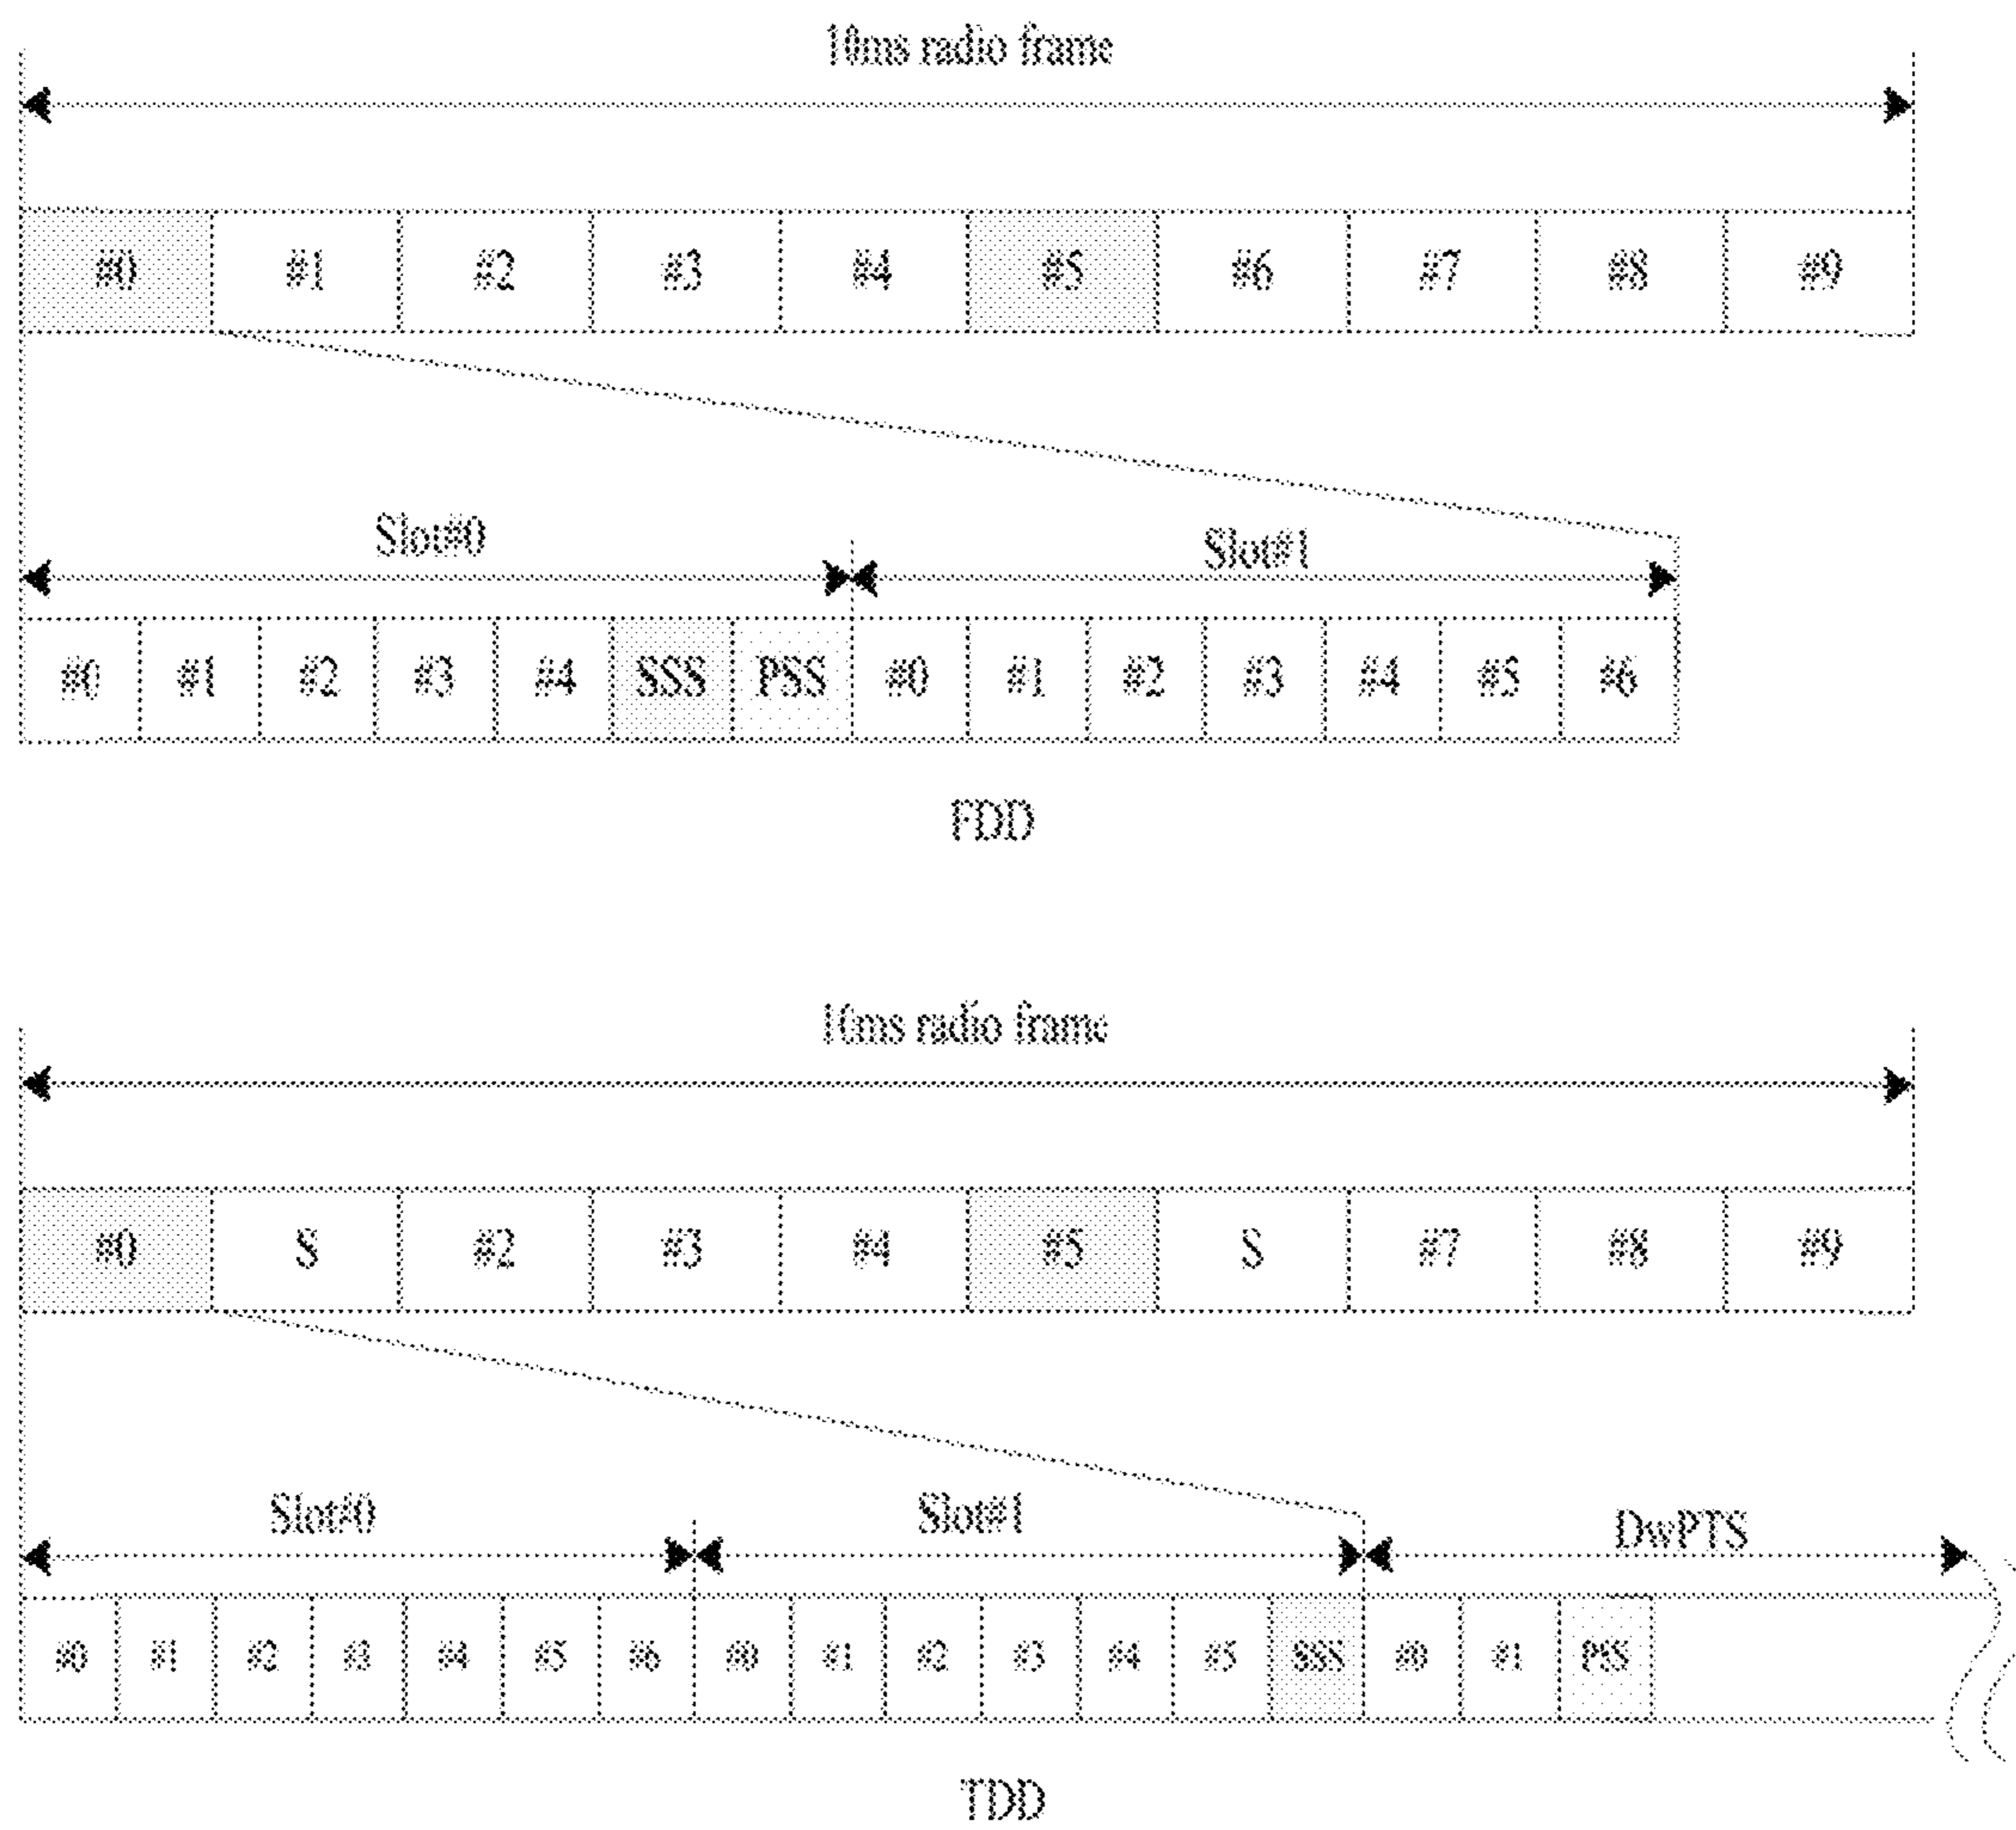 10ms radio frame
#0 #1 #2 #3 #4 #5 #6 #7 #8 #9
Slot#0 Slot#1
#0 #1 #2 #3 #4 SSS PSS #0 #1 #2 #3 #4 #5 #6
FDD
10ms radio frame
#0 S #2 #3 #4 #5 S #7 #8 #9
Slot#0 Slot#1 DwPTS
#0 #1 #2 #3 #4 #5 #6 #0 #1 #2 #3 #4 #5 SSS #0 #1 PSS
TDD